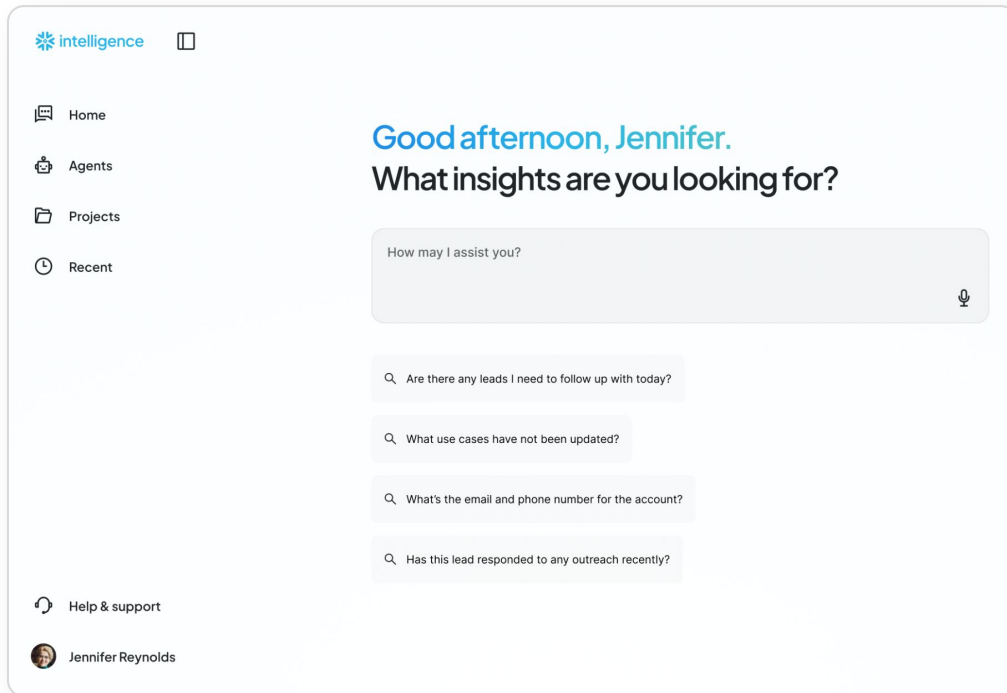 intelligence
Home
Agents
Projects
Recent
Good afternoon, Jennifer.
What insights are you looking for?
How may I assist you?
Are there any leads I need to follow up with today?
What use cases have not been updated?
What's the email and phone number for the account?
Has this lead responded to any outreach recently?
Help & support
Jennifer Reynolds